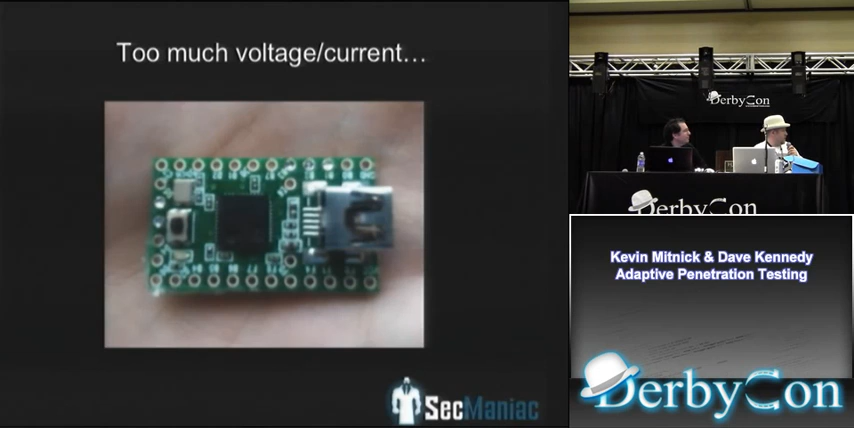 Too much voltage/current…
SecManiac
DerbyCon
DerbyCon
Kevin Mitnick & Dave Kennedy
Adaptive Penetration Testing
DerbyCon